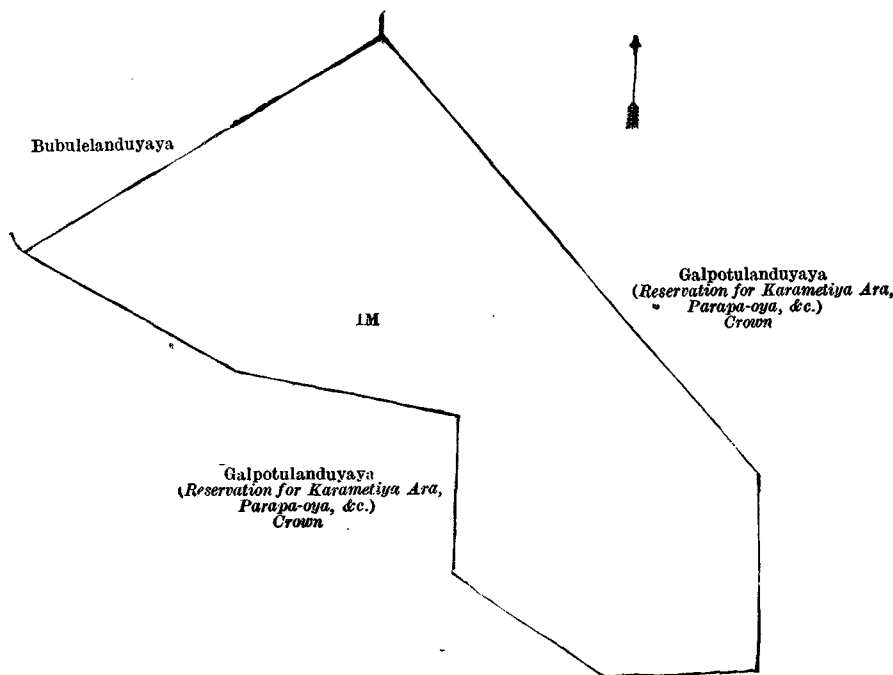 Bubulelanduyaya
Galpotulanduyaya
(Reservation for Karametiya Ara,
Parapa-oya, &c.)
Crown
1M
Galpotulanduyaya
(Reservation for Karametiya Ara,
Parapa-oya, &c.)
Crown